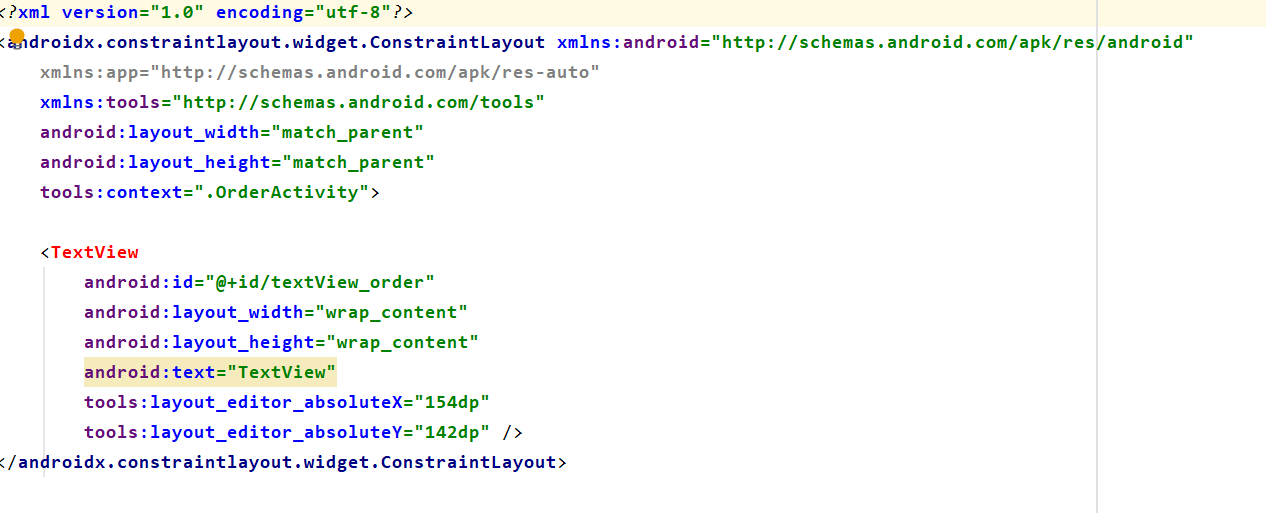 <?xml version="1.0" encoding="utf-8"?>
<androidx.constraintlayout.widget.ConstraintLayout xmlns:android="http://schemas.android.com/apk/res/android"
    xmlns:app="http://schemas.android.com/apk/res-auto"
    xmlns:tools="http://schemas.android.com/tools"
    android:layout_width="match_parent"
    android:layout_height="match_parent"
    tools:context=".OrderActivity">

    <TextView
        android:id="@+id/textView_order"
        android:layout_width="wrap_content"
        android:layout_height="wrap_content"
        android:text="TextView"
        tools:layout_editor_absoluteX="154dp"
        tools:layout_editor_absoluteY="142dp" />
</androidx.constraintlayout.widget.ConstraintLayout>